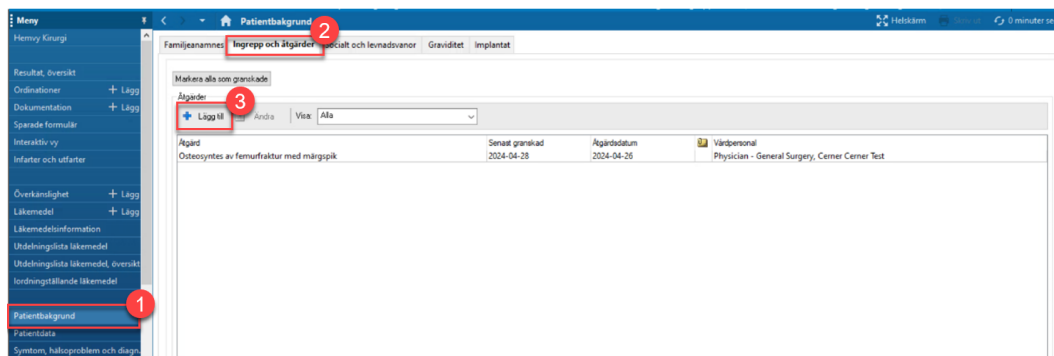 Meny
Patientbakgrund
Helskärm
Skriv ut
0 minuter se
Hemvy Kirurgi
Resultat, översikt
Ordinationer + Lägg
Dokumentation + Lägg
Sparade formulär
Interaktiv vy
Infarter och utfarter
Överkänslighet + Lägg
Läkemedel + Lägg
Läkemedelsinformation
Utdelningslista läkemedel
Utdelningslista läkemedel, översikt
Iordningställande läkemedel
1
Patientbakgrund
Patientdata
Symtom, hälsoproblem och diagn.
2
Familjeanamnes Ingrepp och åtgärder Socialt och levnadsvanor Graviditet Implantat
Markera alla som granskade
Åtgärder
3
Lägg till Ändra Visa: Alla
Åtgärd Senast granskad Åtgärdsdatum Vårdpersonal
Osteosyntes av femurfraktur med märgspik 2024-04-28 2024-04-26 Physician - General Surgery, Cerner Cerner Test